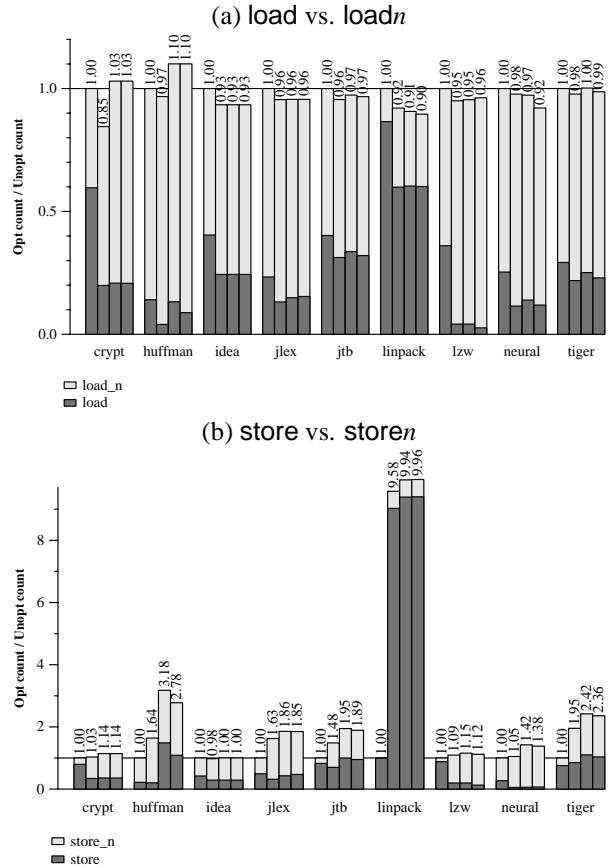 (a) load vs. loadn
1.00 0.85 1.03 1.03 1.00 0.97 1.10 1.10 1.00 0.93 0.93 0.93 1.00 0.96 0.96 0.96 1.00 0.96 0.97 0.97 1.00 0.92 0.91 0.90 1.00 0.95 0.95 0.96 1.00 0.98 0.97 0.92 1.00 0.98 1.00 0.99
Opt count / Unopt count
1.0
0.5
0.0
crypt huffman idea jlex jtb linpack lzw neural tiger
load_n
load
(b) store vs. storen
1.00 1.03 1.14 1.14 1.00 1.64 3.18 2.78 1.00 0.98 1.00 1.00 1.00 1.63 1.86 1.85 1.00 1.48 1.95 1.89 1.00 9.58 9.94 9.96 1.00 1.09 1.15 1.12 1.00 1.05 1.42 1.38 1.00 1.95 2.42 2.36
Opt count / Unopt count
8
6
4
2
0
crypt huffman idea jlex jtb linpack lzw neural tiger
store_n
store